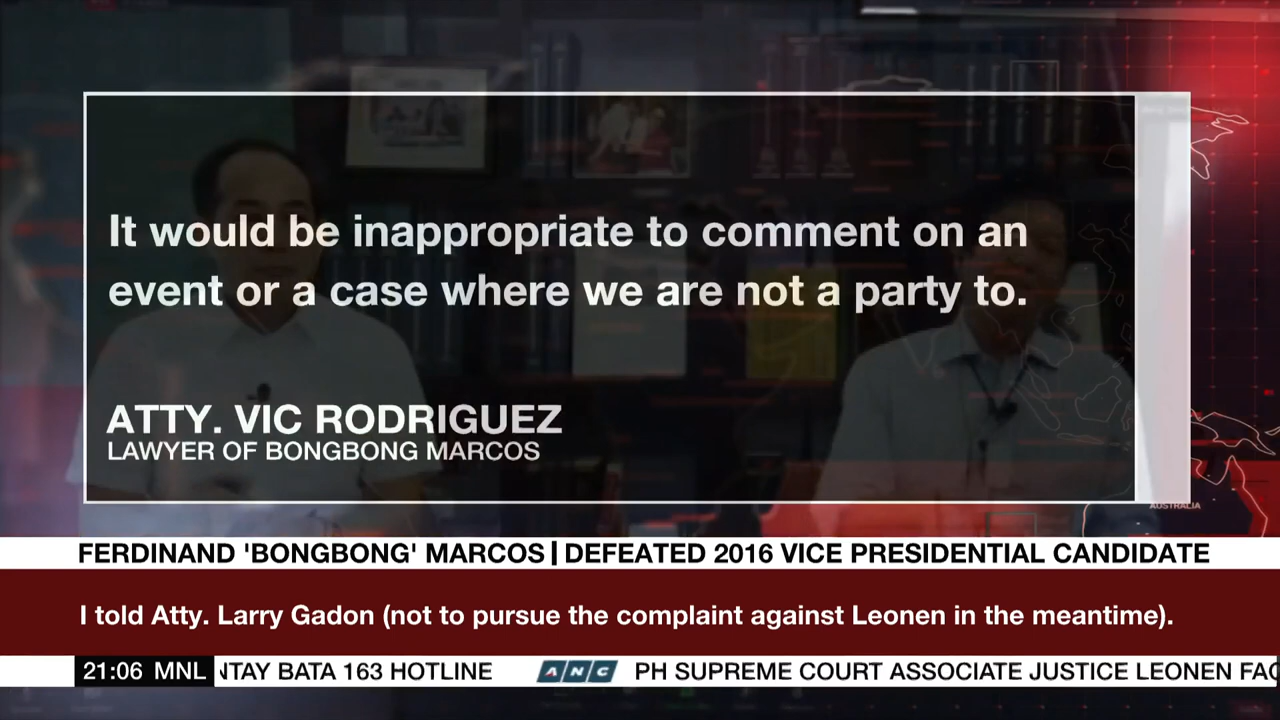 It would be inappropriate to comment on an
event or a case where we are not a party to.
ATTY. VIC RODRIGUEZ
LAWYER OF BONGBONG MARCOS
AUSTRALIA
FERDINAND 'BONGBONG' MARCOS | DEFEATED 2016 VICE PRESIDENTIAL CANDIDATE
I told Atty. Larry Gadon (not to pursue the complaint against Leonen in the meantime).
21:06 MNL NTAY BATA 163 HOTLINE ANC PH SUPREME COURT ASSOCIATE JUSTICE LEONEN FAC